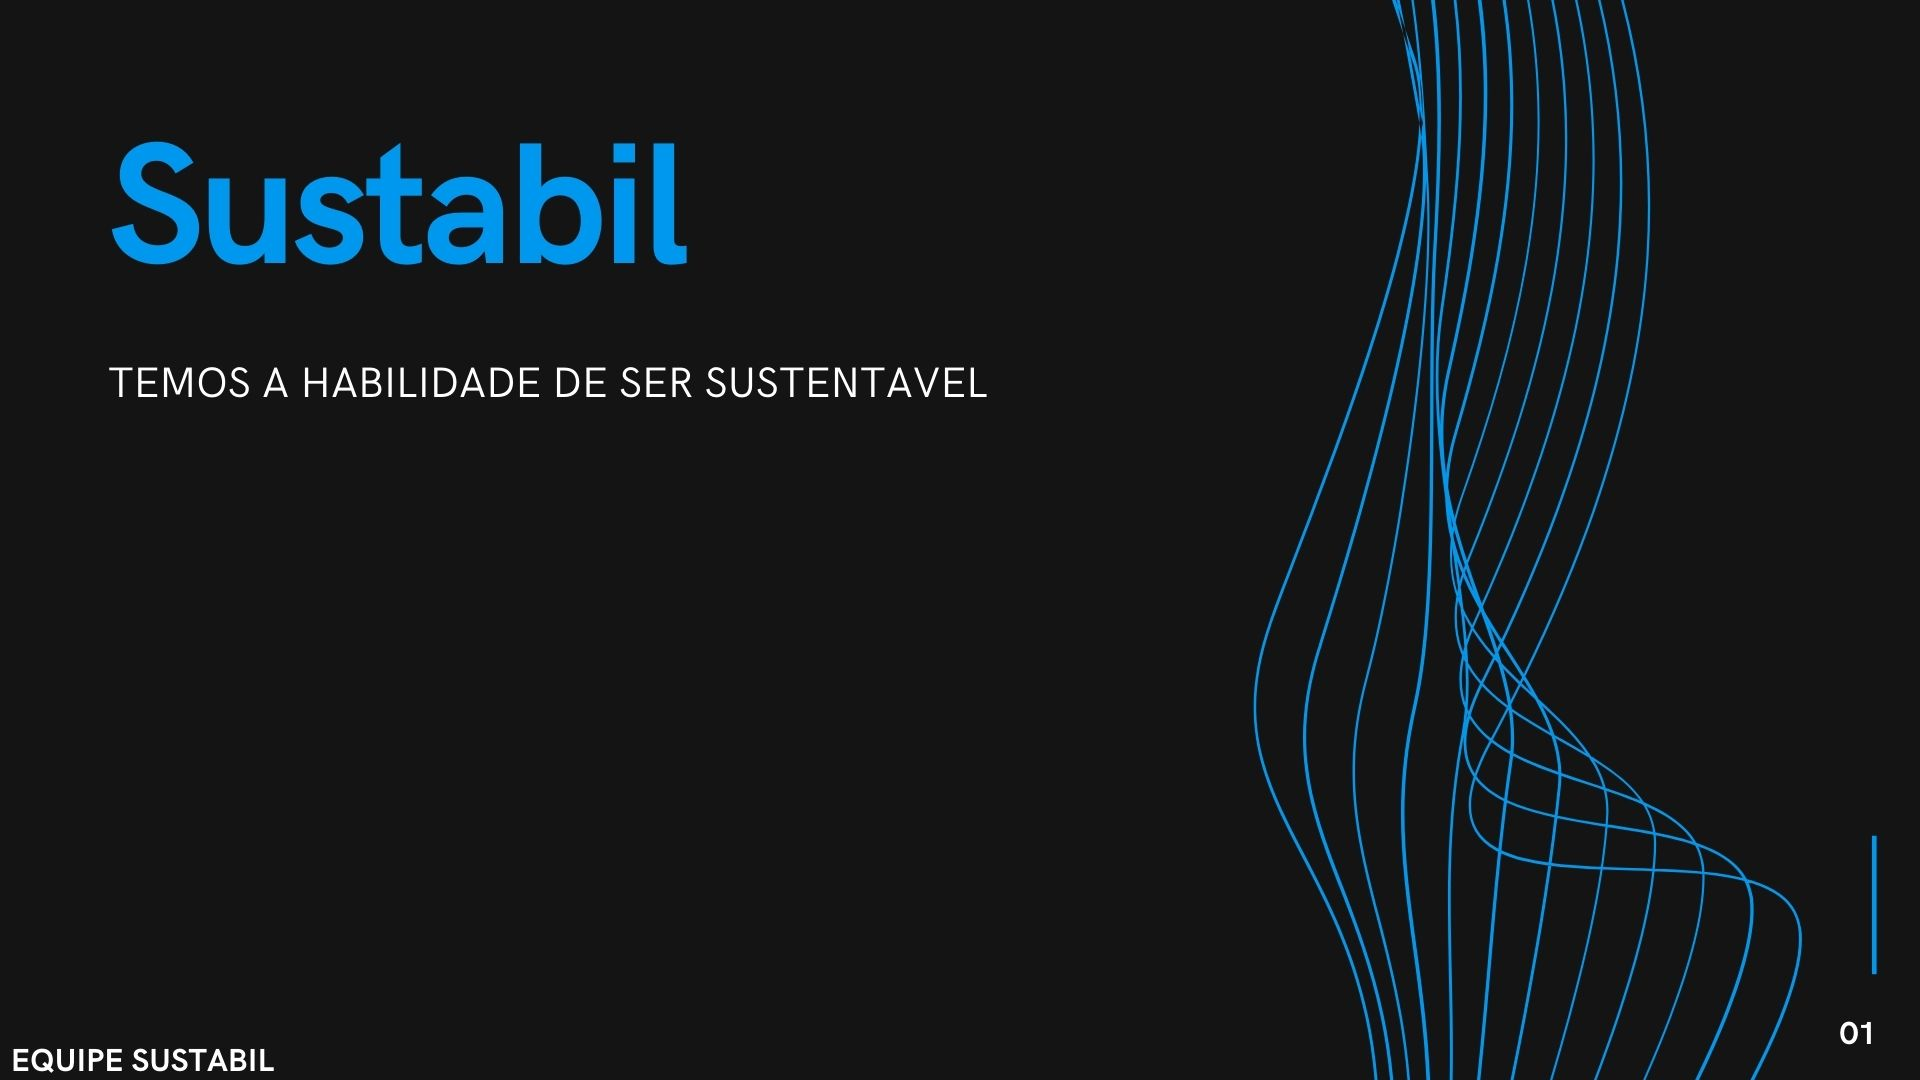 Sustabil
TEMOS A HABILIDADE DE SER SUSTENTAVEL
01
EQUIPE SUSTABIL